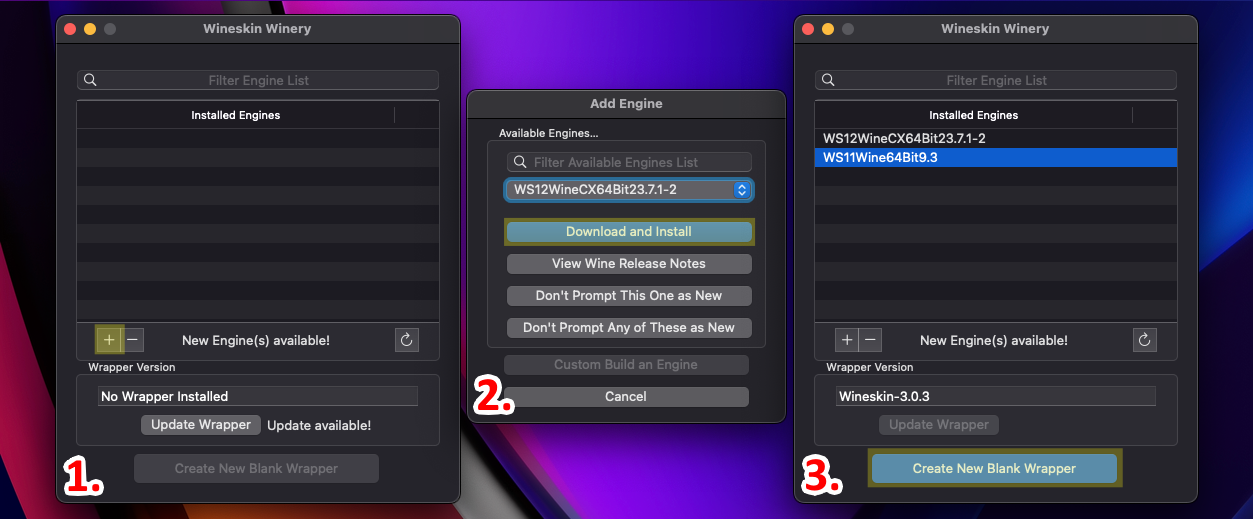 Wineskin Winery
Filter Engine List
Installed Engines
+ − New Engine(s) available!
Wrapper Version
No Wrapper Installed
Update Wrapper Update available!
Create New Blank Wrapper
1.
Add Engine
Available Engines...
Filter Available Engines List
WS12WineCX64Bit23.7.1-2
Download and Install
View Wine Release Notes
Don't Prompt This One as New
Don't Prompt Any of These as New
Custom Build an Engine
Cancel
2.
Wineskin Winery
Filter Engine List
Installed Engines
WS12WineCX64Bit23.7.1-2
WS11Wine64Bit9.3
+ − New Engine(s) available!
Wrapper Version
Wineskin-3.0.3
Update Wrapper
Create New Blank Wrapper
3.